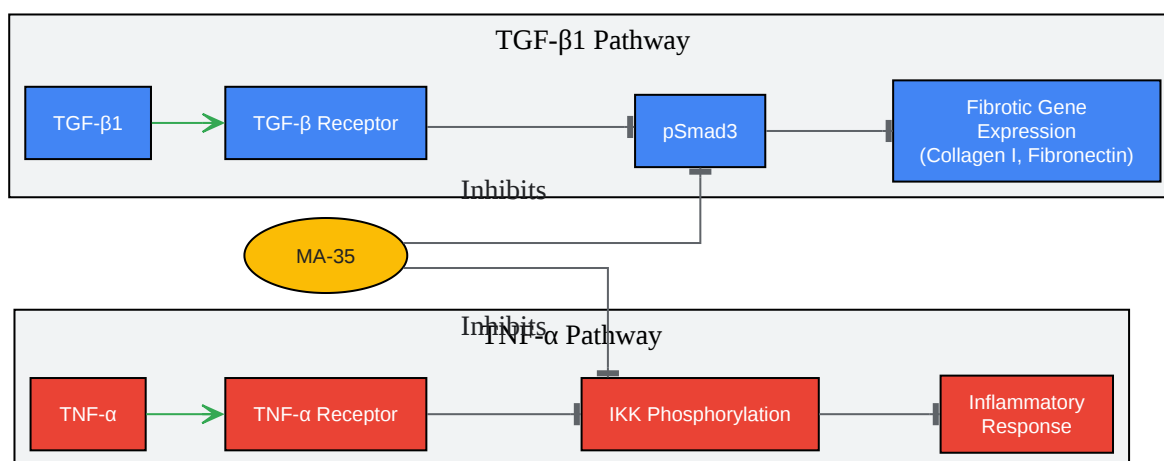 TGF-β1 Pathway
TGF-β1
TGF-β Receptor
pSmad3
Fibrotic Gene
Expression
(Collagen I, Fibronectin)
Inhibits
MA-35
Inhibits
TNF-α Pathway
TNF-α
TNF-α Receptor
IKK Phosphorylation
Inflammatory
Response